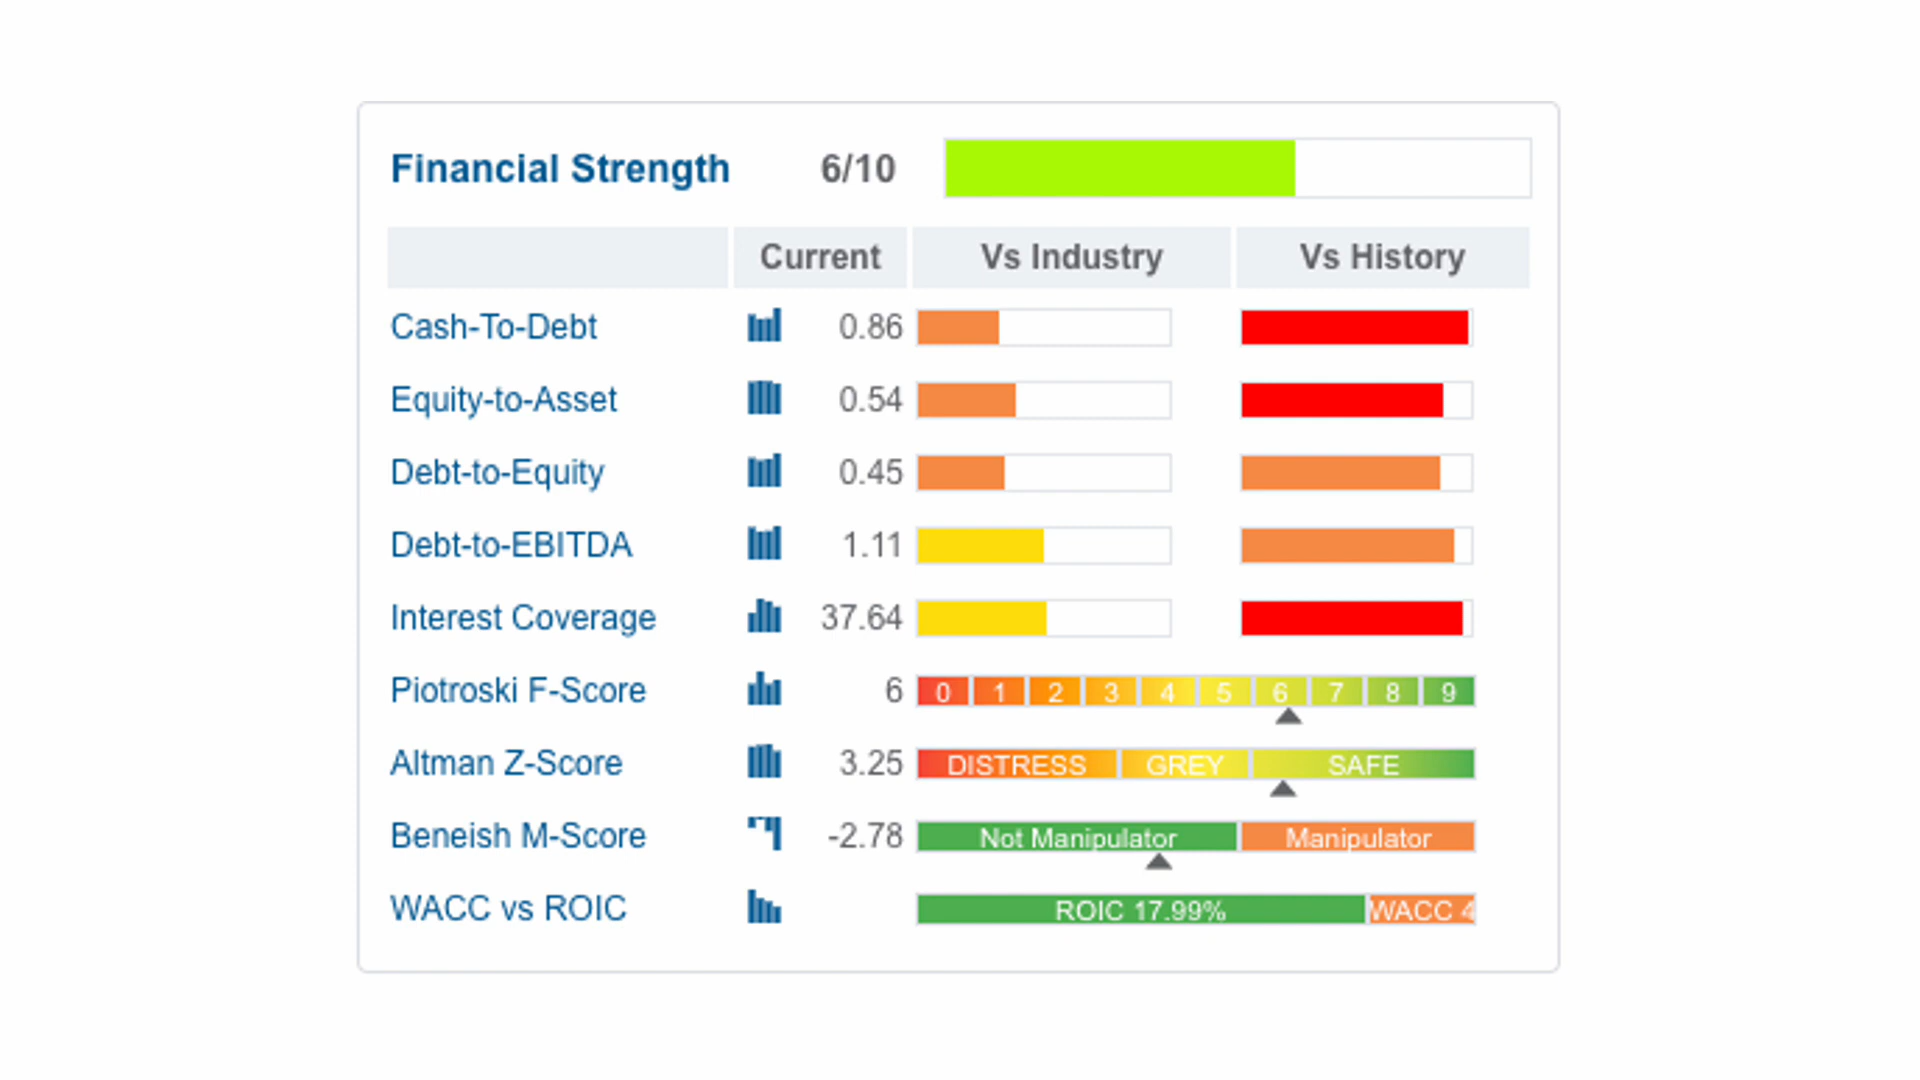 Financial Strength 6/10
Current Vs Industry Vs History
Cash-To-Debt 0.86
Equity-to-Asset 0.54
Debt-to-Equity 0.45
Debt-to-EBITDA 1.11
Interest Coverage 37.64
Piotroski F-Score 6 0 1 2 3 4 5 6 7 8 9
Altman Z-Score 3.25 DISTRESS GREY SAFE
Beneish M-Score -2.78 Not Manipulator Manipulator
WACC vs ROIC ROIC 17.99% WACC 4